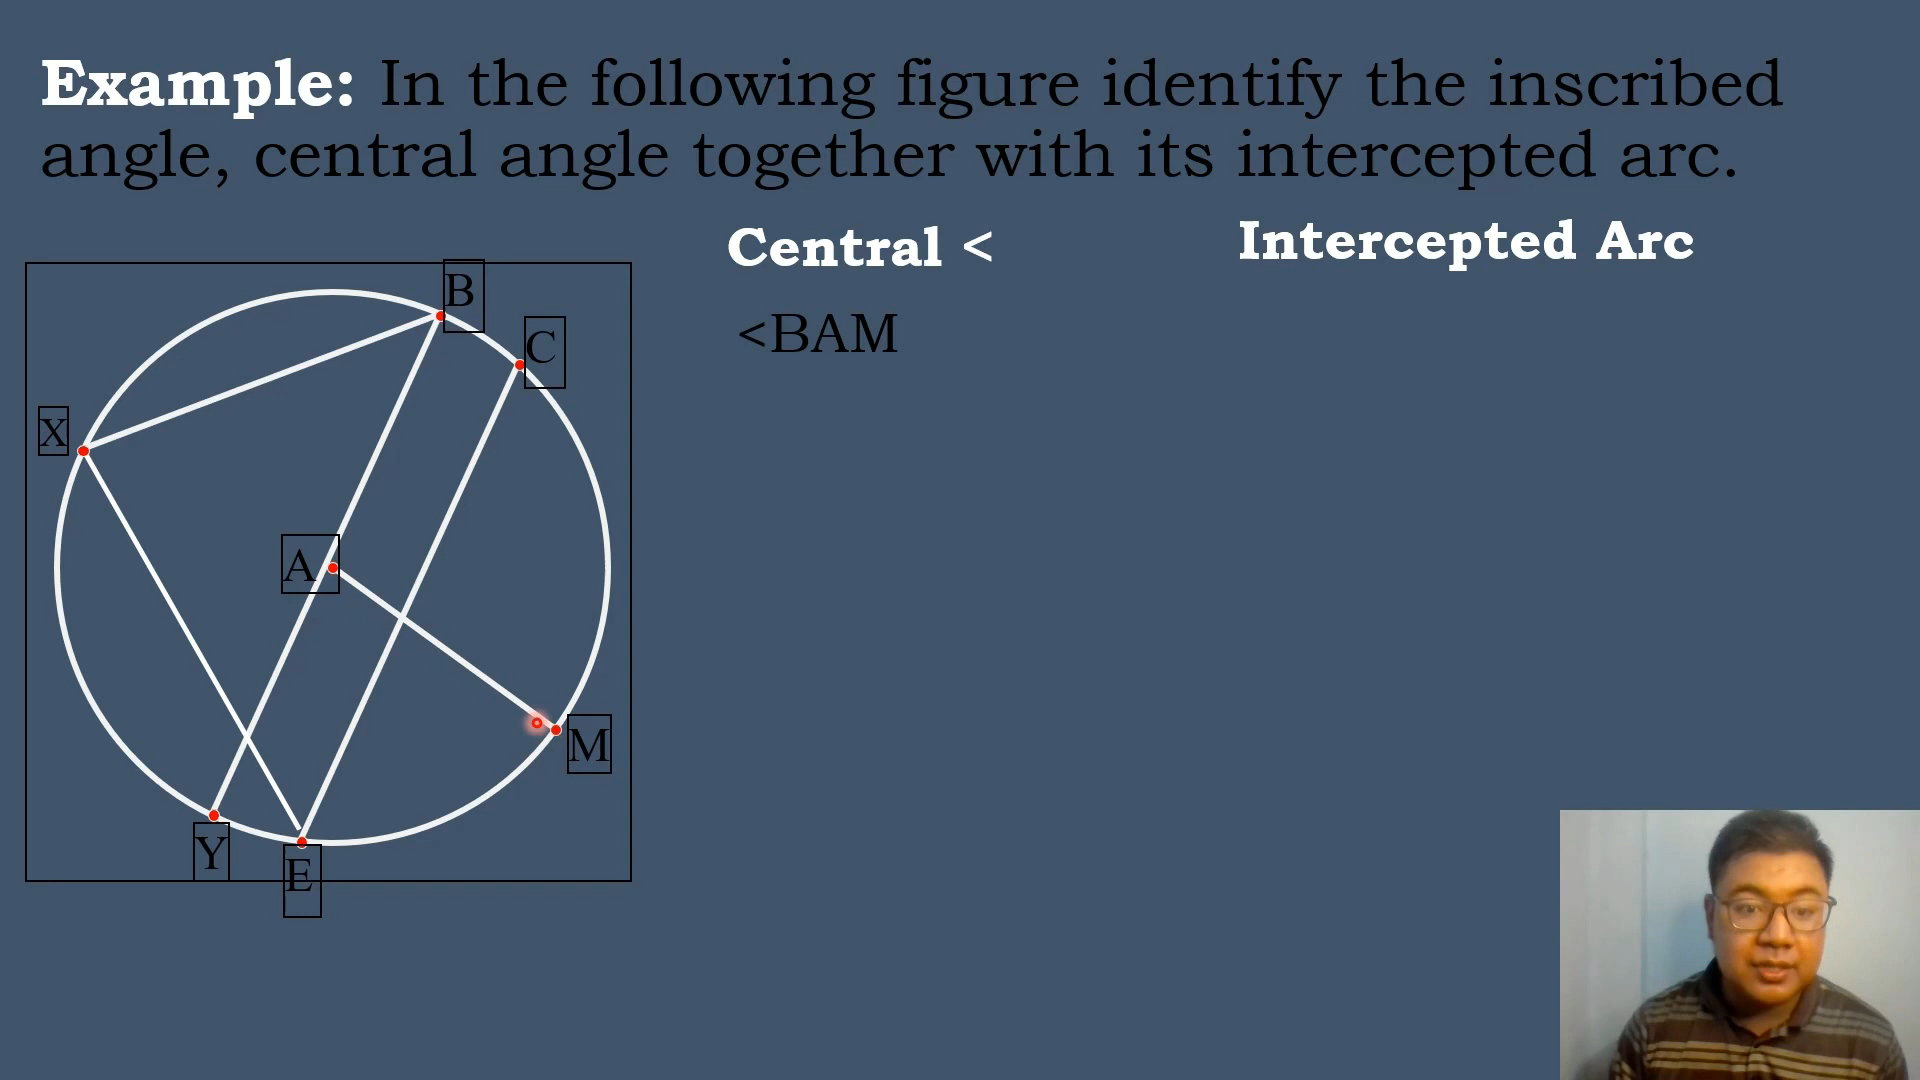 Example: In the following figure identify the inscribed
angle, central angle together with its intercepted arc.
Central <
Intercepted Arc
<BAM
B
C
X
A
M
Y
E